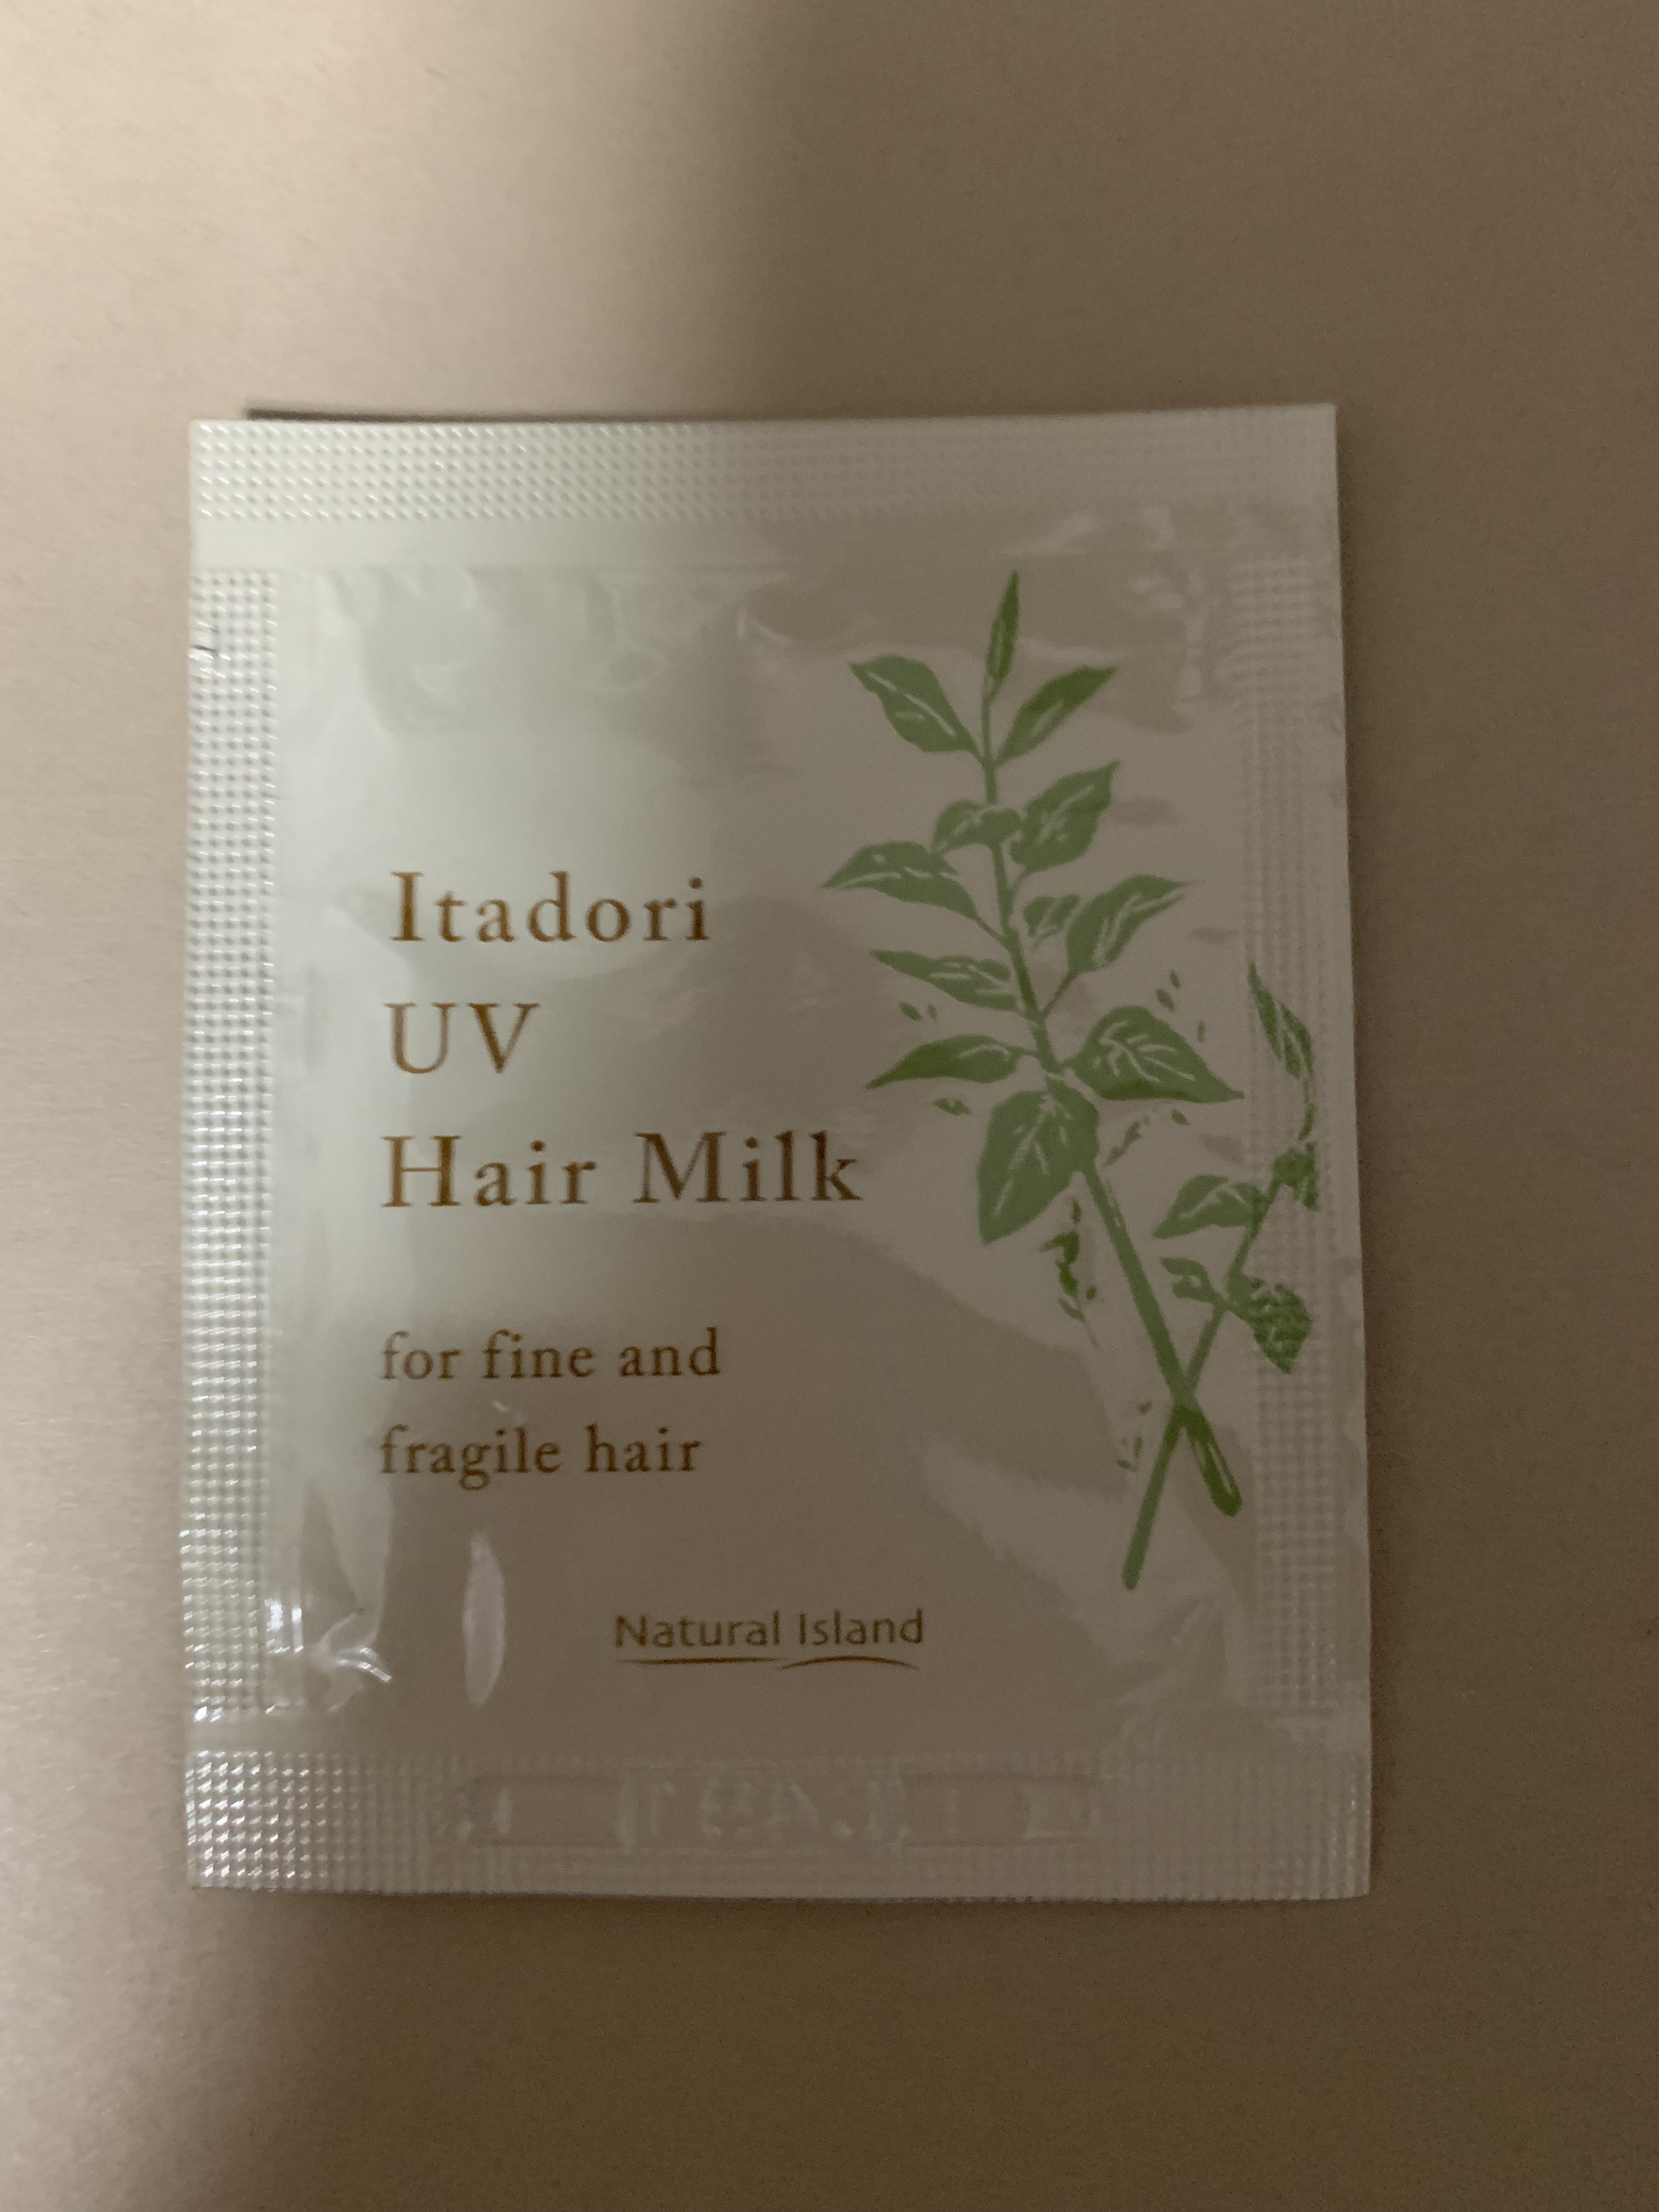 Itadori
UV
Hair Milk
for fine and
fragile hair
Natural Island